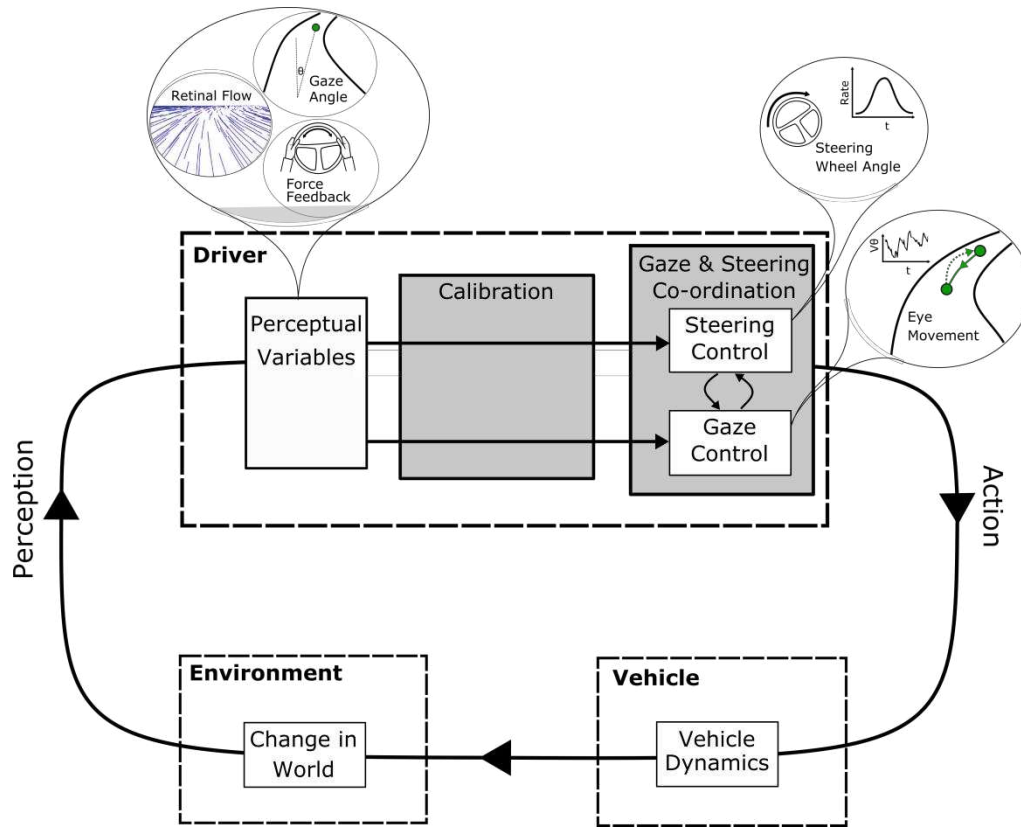 Gaze
Angle
θ
Retinal Flow
Force
Feedback
Rate
t
Steering
Wheel Angle
Vθ
t
Eye
Movement
Driver
Perceptual
Variables
Calibration
Gaze & Steering
Co-ordination
Steering
Control
Gaze
Control
Perception
Action
Environment
Change in
World
Vehicle
Vehicle
Dynamics